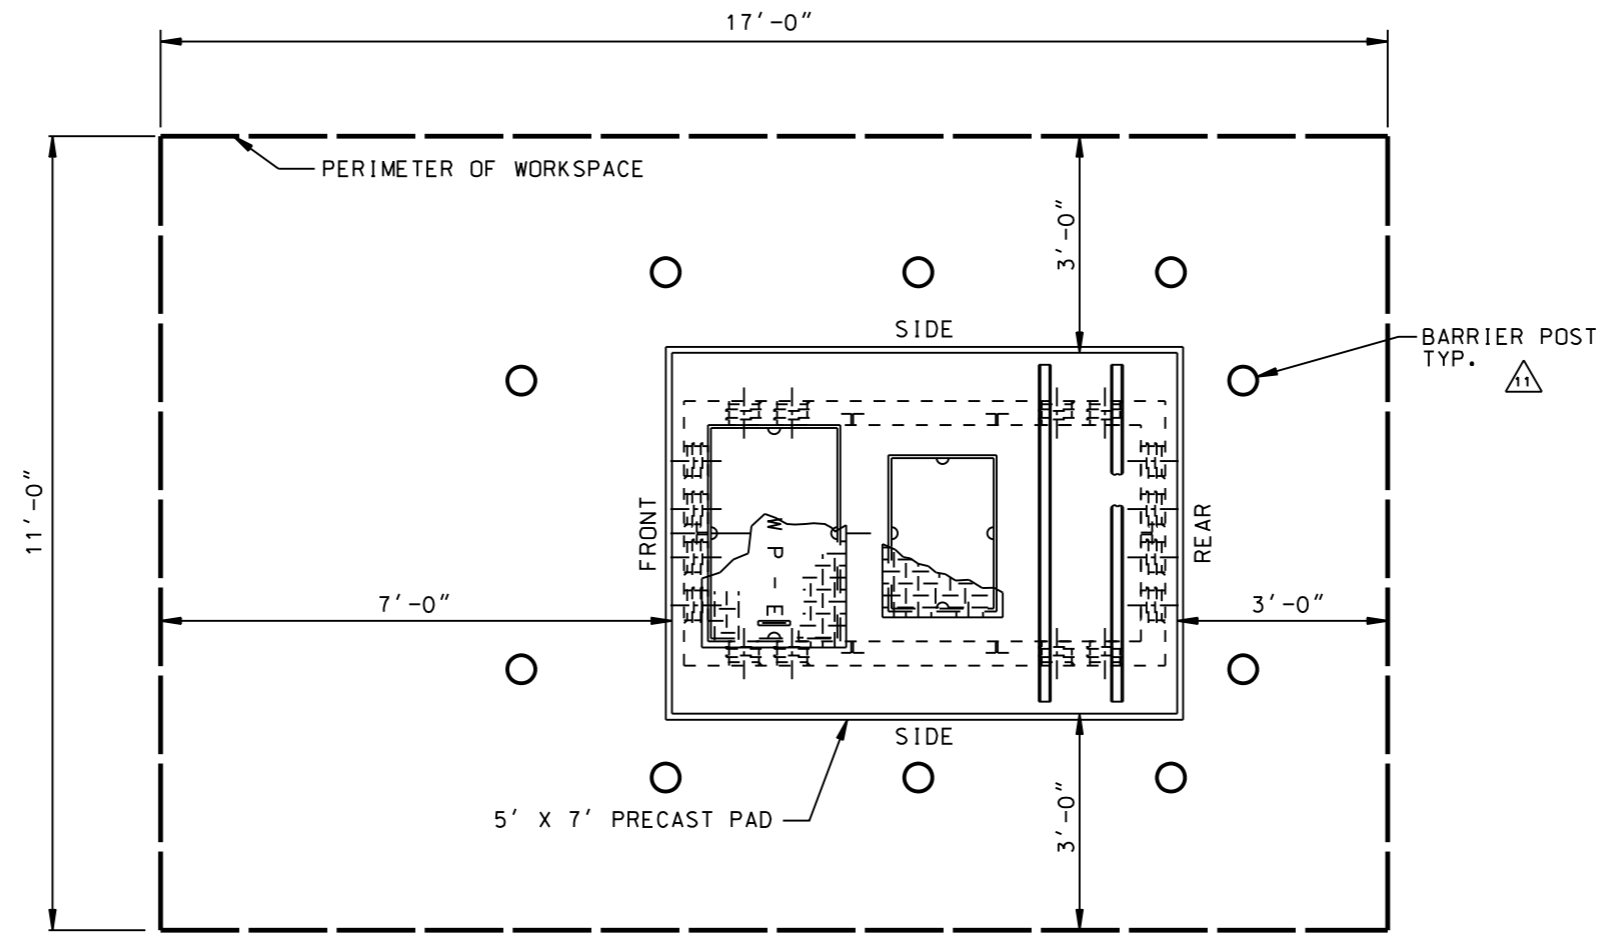 17'-0"
PERIMETER OF WORKSPACE
3'-0"
SIDE
BARRIER POST
TYP.
11
11'-0"
FRONT
W P - E
REAR
7'-0"
3'-0"
SIDE
5' X 7' PRECAST PAD
3'-0"